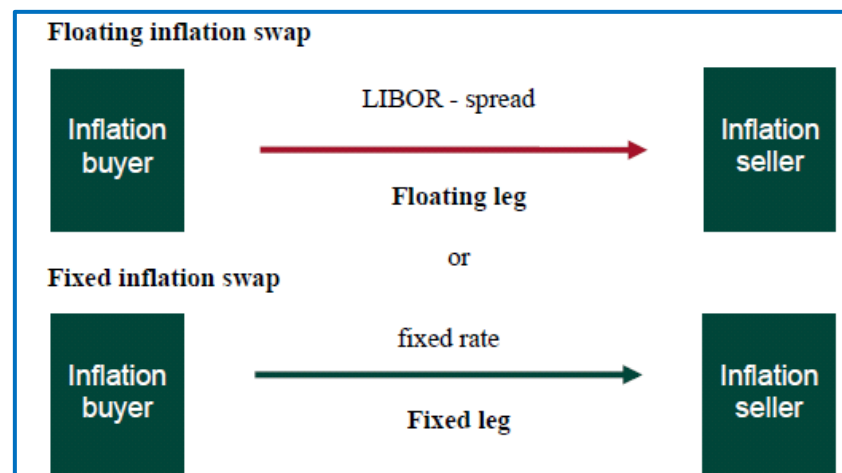 Floating inflation swap
Inflation
buyer
LIBOR - spread
Floating leg
Inflation
seller
or
Fixed inflation swap
Inflation
buyer
fixed rate
Fixed leg
Inflation
seller